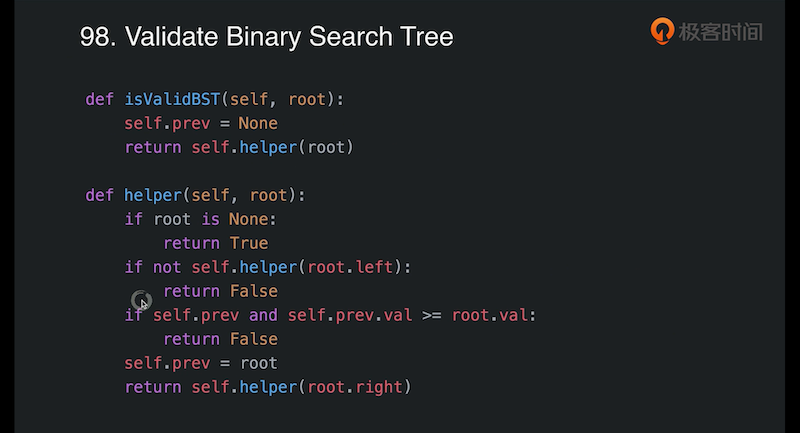 98. Validate Binary Search Tree
极客时间
def isValidBST(self, root):
    self.prev = None
    return self.helper(root)
def helper(self, root):
    if root is None:
        return True
    if not self.helper(root.left):
        return False
    if self.prev and self.prev.val >= root.val:
        return False
    self.prev = root
    return self.helper(root.right)